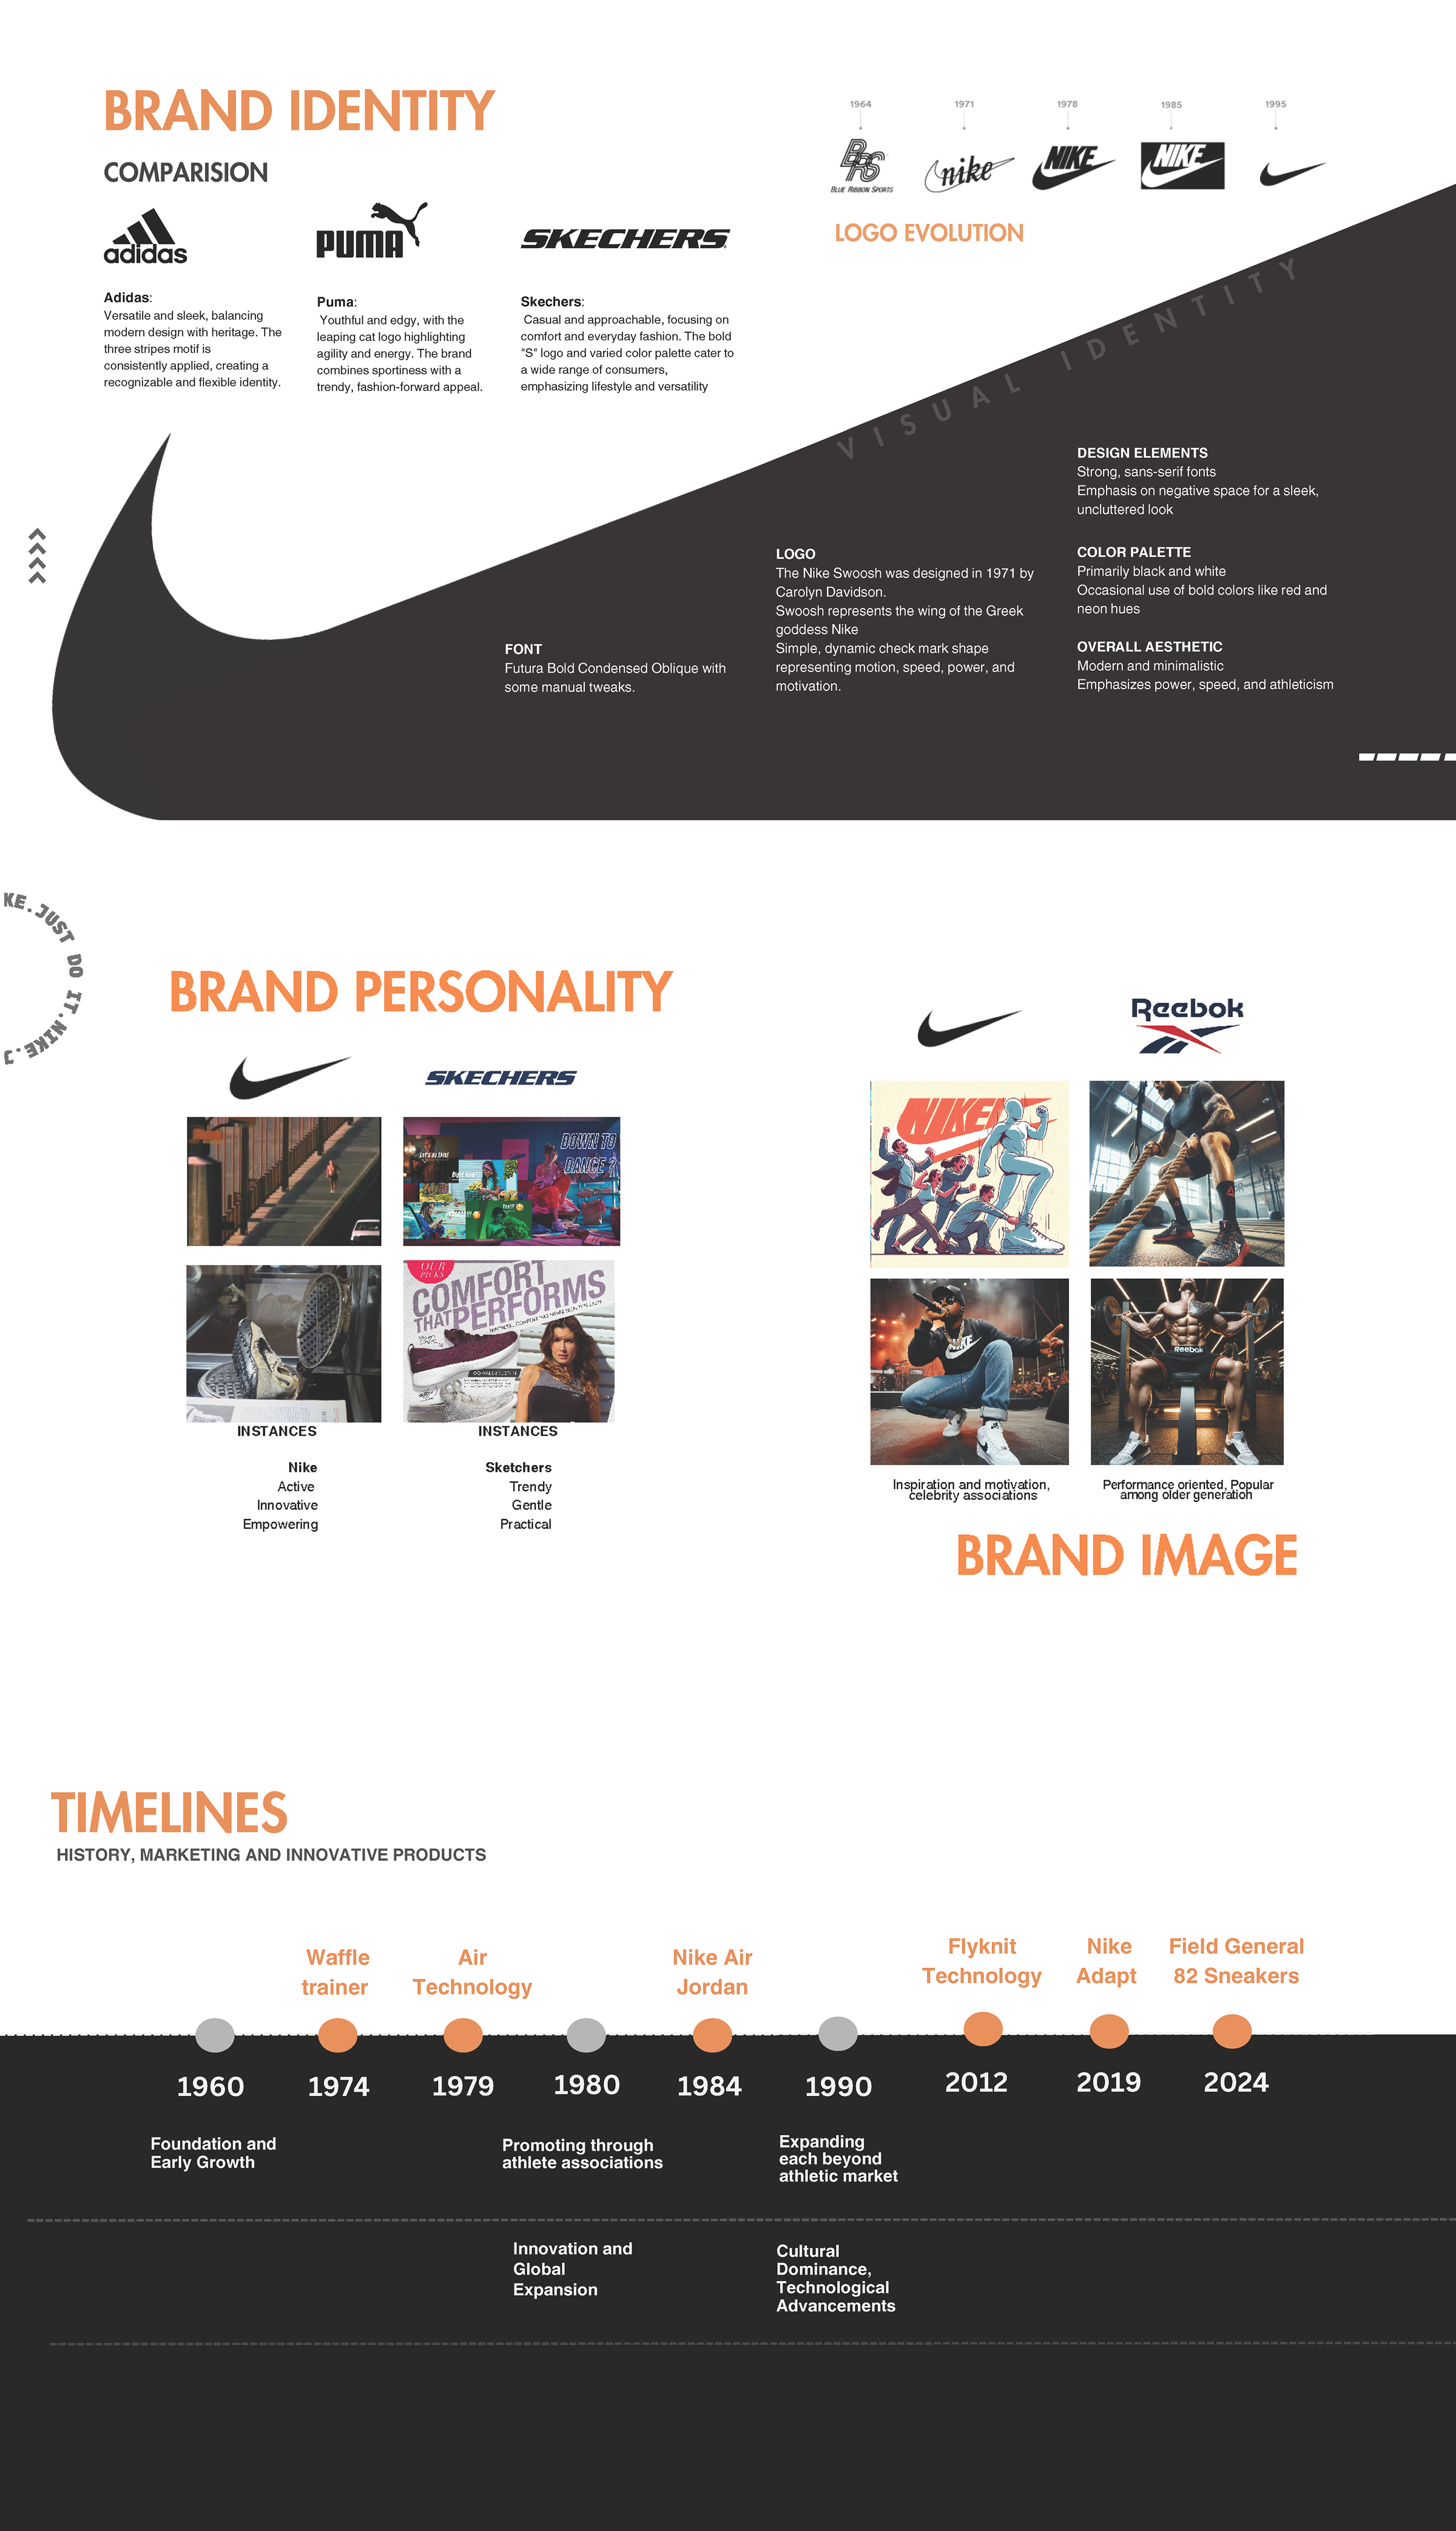 BRAND IDENTITY
COMPARISION
adidas
PUMA
SKECHERS
Adidas:
Versatile and sleek, balancing
modern design with heritage. The
three stripes motif is
consistently applied, creating a
recognizable and flexible identity.
Puma:
Youthful and edgy, with the
leaping cat logo highlighting
agility and energy. The brand
combines sportiness with a
trendy, fashion-forward appeal.
Skechers:
Casual and approachable, focusing on
comfort and everyday fashion. The bold
"S" logo and varied color palette cater to
a wide range of consumers,
emphasizing lifestyle and versatility
1964
1971
1978
1985
1995
BRS
BLUE RIBBON SPORTS
nike
NIKE
NIKE
LOGO EVOLUTION
VISUAL IDENTITY
FONT
Futura Bold Condensed Oblique with
some manual tweaks.
LOGO
The Nike Swoosh was designed in 1971 by
Carolyn Davidson.
Swoosh represents the wing of the Greek
goddess Nike
Simple, dynamic check mark shape
representing motion, speed, power, and
motivation.
DESIGN ELEMENTS
Strong, sans-serif fonts
Emphasis on negative space for a sleek,
uncluttered look
COLOR PALETTE
Primarily black and white
Occasional use of bold colors like red and
neon hues
OVERALL AESTHETIC
Modern and minimalistic
Emphasizes power, speed, and athleticism
KE.JUST DO IT.NIKE.J
BRAND PERSONALITY
SKECHERS
DOWN TO
DANCE ?
OUR
PICKS
COMFORT
THAT PERFORMS
INSTANCES
Nike
Active
Innovative
Empowering
INSTANCES
Sketchers
Trendy
Gentle
Practical
Reebok
NIKE
NIKE
Reebok
Inspiration and motivation,
celebrity associations
Performance oriented, Popular
among older generation
BRAND IMAGE
TIMELINES
HISTORY, MARKETING AND INNOVATIVE PRODUCTS
Waffle
trainer
Air
Technology
Nike Air
Jordan
Flyknit
Technology
Nike
Adapt
Field General
82 Sneakers
1960
1974
1979
1980
1984
1990
2012
2019
2024
Foundation and
Early Growth
Promoting through
athlete associations
Expanding
each beyond
athletic market
Innovation and
Global
Expansion
Cultural
Dominance,
Technological
Advancements